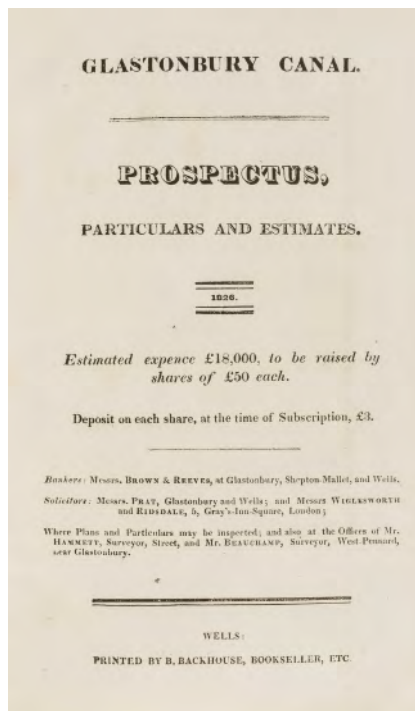 GLASTONBURY CANAL.
PROSPECTUS,
PARTICULARS AND ESTIMATES.
1826.
Estimated expence £18,000, to be raised by
shares of £50 each.
Deposit on each share, at the time of Subscription, £3.
Bankers: Messrs. BROWN & REEVES, at Glastonbury, Shepton-Mallet, and Wells.
Solicitors: Messrs. PRAT, Glastonbury and Wells; and Messrs WIGLESWORTH
and RIDSDALE, 5, Gray's-Inn-Square, London;
Where Plans and Particulars may be inspected; and also at the Offices of Mr.
HAMMETT, Surveyor, Street, and Mr. BEAUCHAMP, Surveyor, West-Pennard,
near Glastonbury.
WELLS:
PRINTED BY B. BACKHOUSE, BOOKSELLER, ETC.